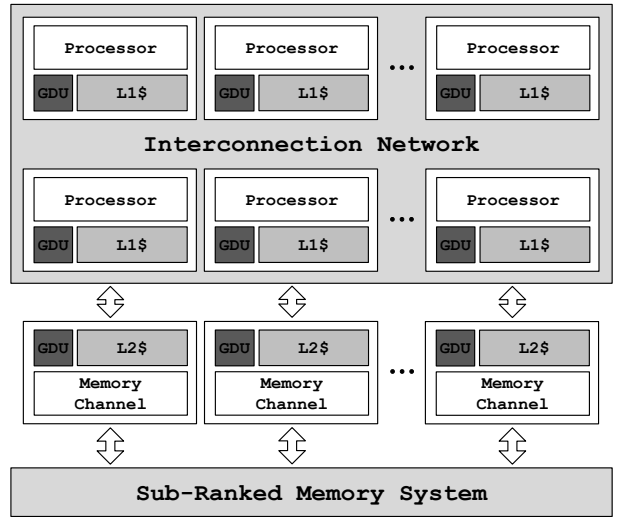 Processor Processor ... Processor
GDU L1$ GDU L1$ GDU L1$
Interconnection Network
Processor Processor ... Processor
GDU L1$ GDU L1$ GDU L1$
GDU L2$ GDU L2$ ... GDU L2$
Memory Memory Memory
Channel Channel Channel
Sub-Ranked Memory System